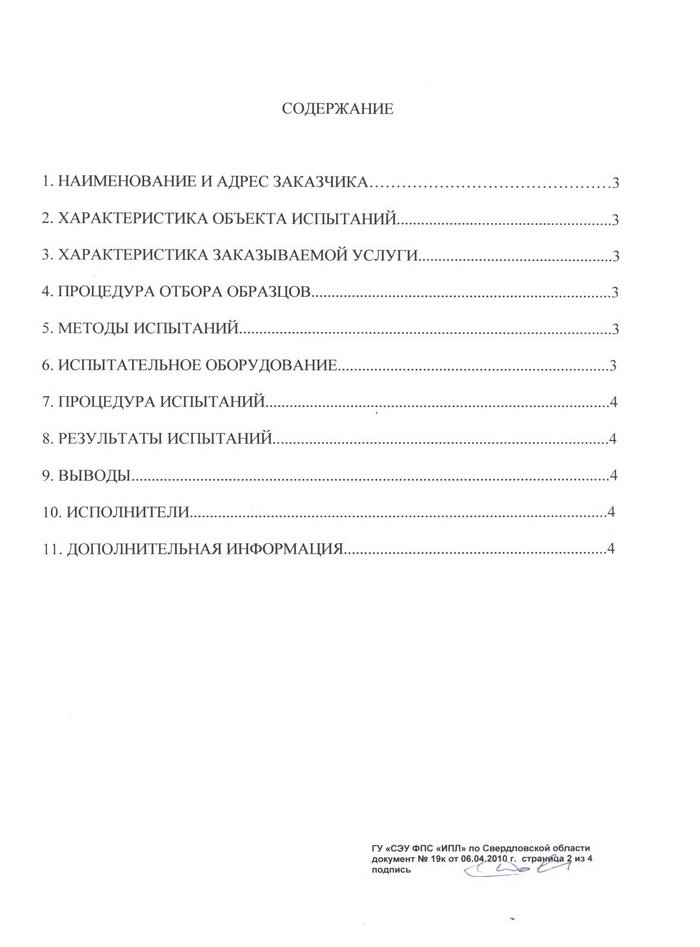 СОДЕРЖАНИЕ
1. НАИМЕНОВАНИЕ И АДРЕС ЗАКАЗЧИКА……………………………3
2. ХАРАКТЕРИСТИКА ОБЪЕКТА ИСПЫТАНИЙ.....................................................3
3. ХАРАКТЕРИСТИКА ЗАКАЗЫВАЕМОЙ УСЛУГИ................................................3
4. ПРОЦЕДУРА ОТБОРА ОБРАЗЦОВ..........................................................................3
5. МЕТОДЫ ИСПЫТАНИЙ............................................................................................3
6. ИСПЫТАТЕЛЬНОЕ ОБОРУДОВАНИЕ...................................................................3
7. ПРОЦЕДУРА ИСПЫТАНИЙ.....................................................................................4
8. РЕЗУЛЬТАТЫ ИСПЫТАНИЙ...................................................................................4
9. ВЫВОДЫ.....................................................................................................................4
10. ИСПОЛНИТЕЛИ.......................................................................................................4
11. ДОПОЛНИТЕЛЬНАЯ ИНФОРМАЦИЯ.................................................................4
ГУ «СЭУ ФПС «ИПЛ» по Свердловской области
документ № 19к от 06.04.2010 г. страница 2 из 4
подпись